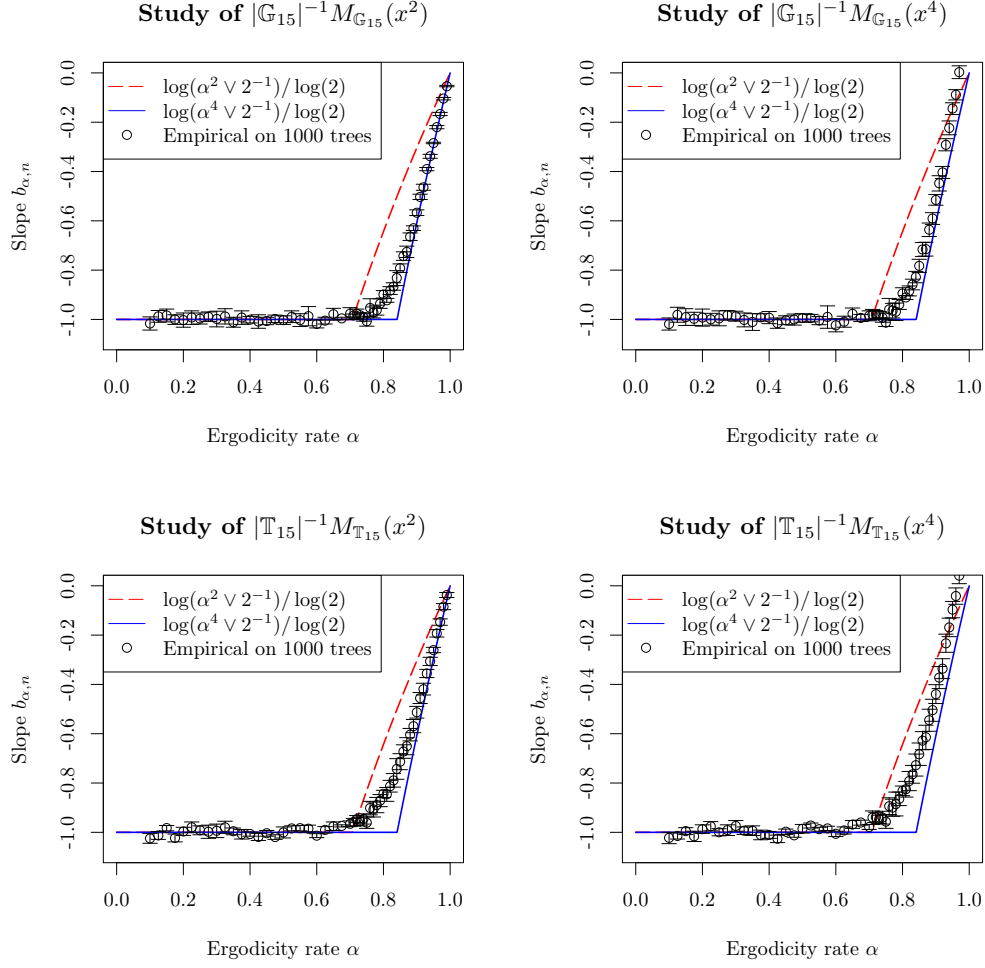 Study of |𝔾₁₅|⁻¹M_𝔾₁₅(x²)
log(α² ∨ 2⁻¹)/ log(2)
log(α⁴ ∨ 2⁻¹)/ log(2)
Empirical on 1000 trees
Slope b_α,n
0.0
-0.2
-0.4
-0.6
-0.8
-1.0
0.0 0.2 0.4 0.6 0.8 1.0
Ergodicity rate α
Study of |𝔾₁₅|⁻¹M_𝔾₁₅(x⁴)
log(α² ∨ 2⁻¹)/ log(2)
log(α⁴ ∨ 2⁻¹)/ log(2)
Empirical on 1000 trees
Slope b_α,n
0.0
-0.2
-0.4
-0.6
-0.8
-1.0
0.0 0.2 0.4 0.6 0.8 1.0
Ergodicity rate α
Study of |𝕋₁₅|⁻¹M_𝕋₁₅(x²)
log(α² ∨ 2⁻¹)/ log(2)
log(α⁴ ∨ 2⁻¹)/ log(2)
Empirical on 1000 trees
Slope b_α,n
0.0
-0.2
-0.4
-0.6
-0.8
-1.0
0.0 0.2 0.4 0.6 0.8 1.0
Ergodicity rate α
Study of |𝕋₁₅|⁻¹M_𝕋₁₅(x⁴)
log(α² ∨ 2⁻¹)/ log(2)
log(α⁴ ∨ 2⁻¹)/ log(2)
Empirical on 1000 trees
Slope b_α,n
0.0
-0.2
-0.4
-0.6
-0.8
-1.0
0.0 0.2 0.4 0.6 0.8 1.0
Ergodicity rate α